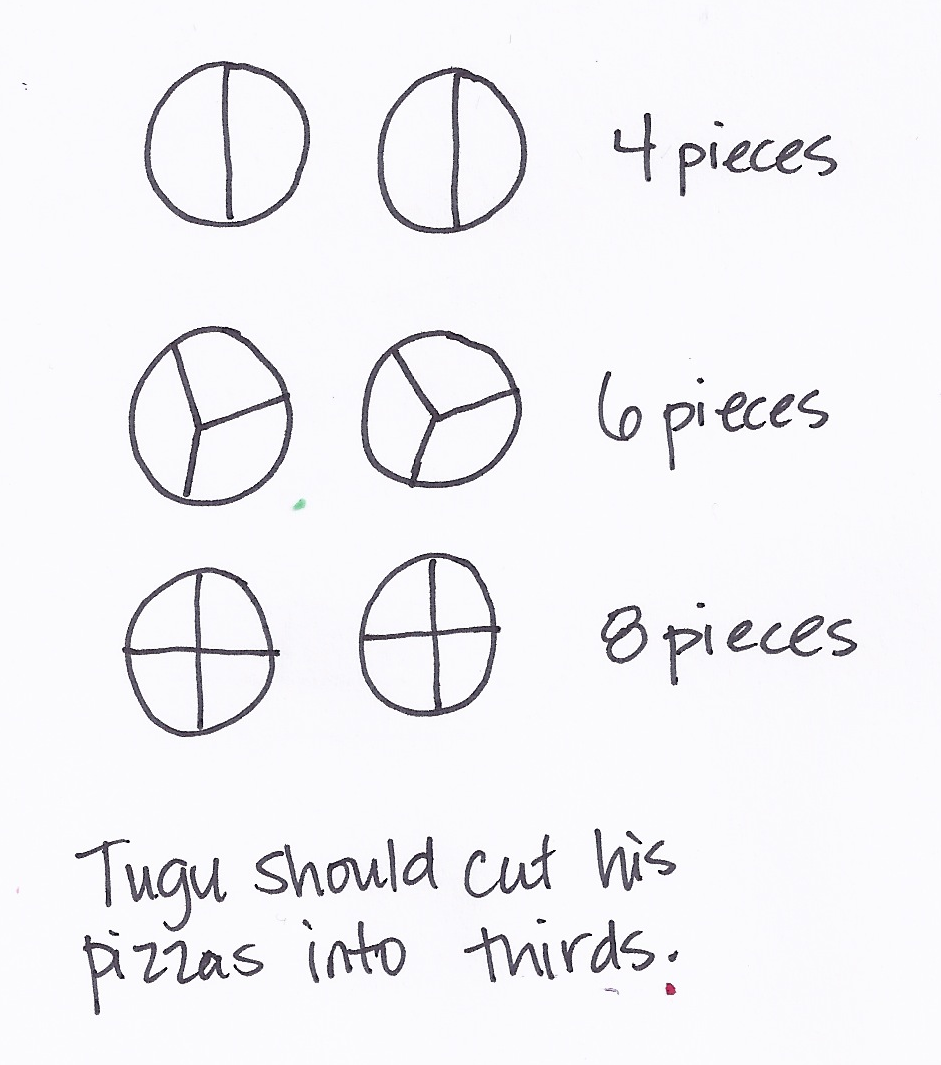 4 pieces
6 pieces
8 pieces
Tugu should cut his
pizzas into thirds.